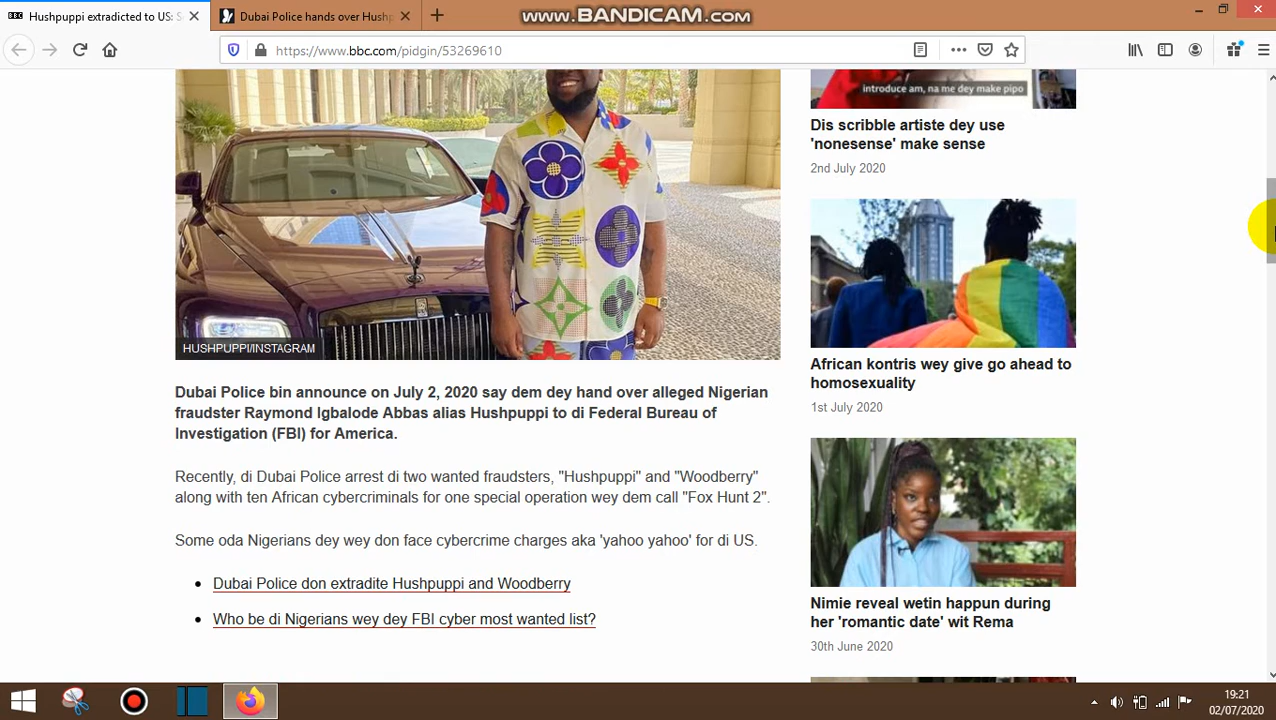 Hushpuppi extradicted to US: S
Dubai Police hands over Hushp
www.BANDICAM.com
https://www.bbc.com/pidgin/53269610
HUSHPUPPI/INSTAGRAM
Dubai Police bin announce on July 2, 2020 say dem dey hand over alleged Nigerian
fraudster Raymond Igbalode Abbas alias Hushpuppi to di Federal Bureau of
Investigation (FBI) for America.
Recently, di Dubai Police arrest di two wanted fraudsters, "Hushpuppi" and "Woodberry"
along with ten African cybercriminals for one special operation wey dem call "Fox Hunt 2".
Some oda Nigerians dey wey don face cybercrime charges aka 'yahoo yahoo' for di US.
Dubai Police don extradite Hushpuppi and Woodberry
Who be di Nigerians wey dey FBI cyber most wanted list?
introduce am, na me dey make pipo
Dis scribble artiste dey use
'nonesense' make sense
2nd July 2020
African kontris wey give go ahead to
homosexuality
1st July 2020
Nimie reveal wetin happun during
her 'romantic date' wit Rema
30th June 2020
19:21
02/07/2020